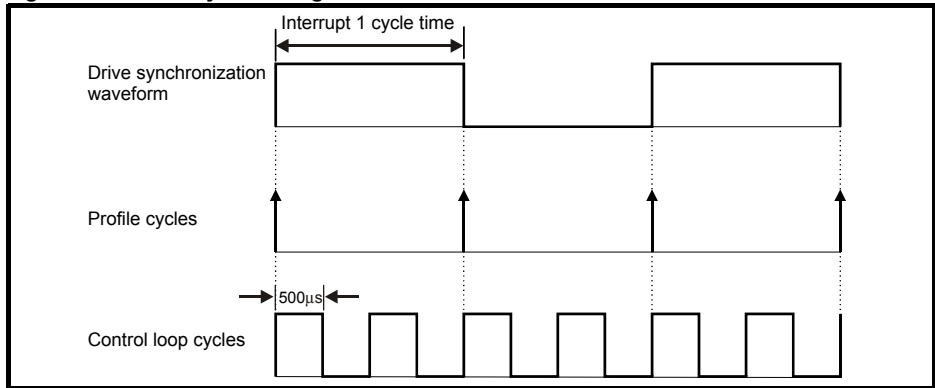 Interrupt 1 cycle time
Drive synchronization
waveform
Profile cycles
500μs
Control loop cycles